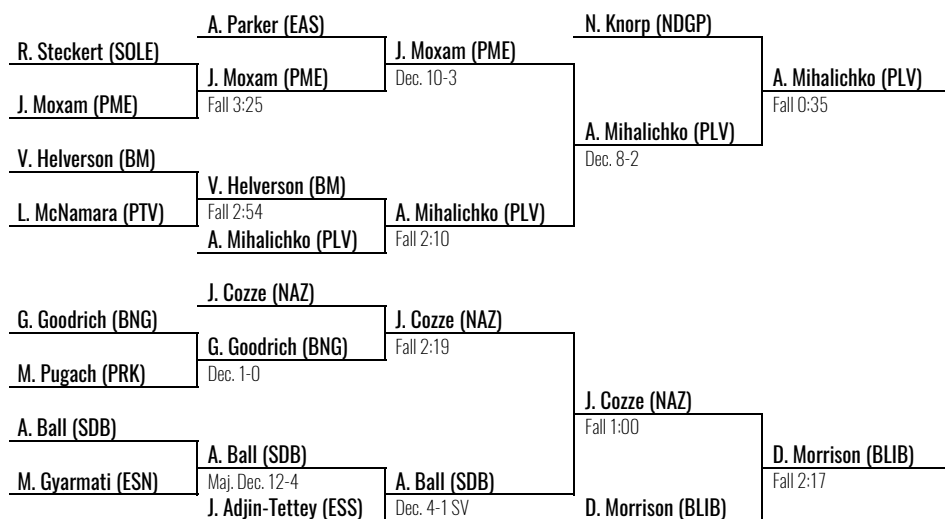 A. Parker (EAS)
N. Knorp (NDGP)
R. Steckert (SOLE)
J. Moxam (PME)
J. Moxam (PME)
Dec. 10-3
A. Mihalichko (PLV)
Fall 0:35
J. Moxam (PME)
Fall 3:25
A. Mihalichko (PLV)
Dec. 8-2
V. Helverson (BM)
V. Helverson (BM)
Fall 2:54
L. McNamara (PTV)
A. Mihalichko (PLV)
Fall 2:10
A. Mihalichko (PLV)
J. Cozze (NAZ)
G. Goodrich (BNG)
J. Cozze (NAZ)
Fall 2:19
G. Goodrich (BNG)
Dec. 1-0
M. Pugach (PRK)
J. Cozze (NAZ)
Fall 1:00
A. Ball (SDB)
A. Ball (SDB)
Maj. Dec. 12-4
D. Morrison (BLIB)
Fall 2:17
M. Gyarmati (ESN)
A. Ball (SDB)
Dec. 4-1 SV
J. Adjin-Tettey (ESS)
D. Morrison (BLIB)